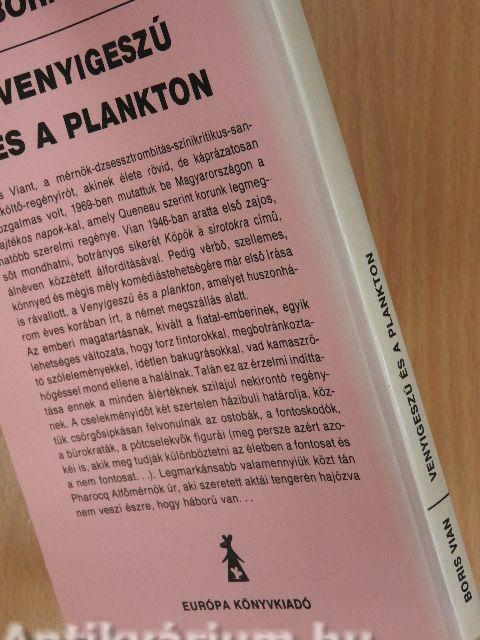 VENYIGESZŰ
ÉS A PLANKTON
Viant, a mérnök-dzsessztrombitás-színikritikus-san-
költő-regényírót, akinek élete rövid, de káprázatosan
volt, 1969-ben mutattuk be Magyarországon a
napok-kal, amely Queneau szerint korunk legmeg-
szerelmi regénye. Vian 1946-ban aratta első zajos,
sőt mondhatni, botrányos sikerét Köpök a sírotokra című,
álnéven közzétett álfordításával. Pedig vérbő, szellemes,
könnyed és mégis mély komédiástehetségére már első írása
is rávallott, a Venyigeszű és a plankton, amelyet huszonhá-
rom éves korában írt, a német megszállás alatt.
Az emberi magatartásnak, kivált a fiatal-emberinek, egyik
lehetséges változata, hogy torz fintorokkal, megbotránkozta-
tó szóleleményekkel, idétlen bakugrásokkal, vad kamaszrö-
högéssel mond ellene a halálnak. Talán ez az érzelmi indítta-
tása ennek a minden álértéknek szilajul nekirontó regény-
nek. A cselekményidőt két szertelen házibuli határolja, köz-
tük csörgősipkásan felvonulnak az ostobák, a fontoskodók,
a bürokraták, a pótcselekvők figurái (meg persze azért azo-
kéi is, akik meg tudják különböztetni az életben a fontosat és
a nem fontosat. . .). Legmarkánsabb valamennyiük közt tán
Pharocq Alfőmérnök úr, aki szeretett aktái tengerén hajózva
nem veszi észre, hogy háború van. . .
EURÓPA KÖNYVKIADÓ
BORIS VIAN | VENYIGESZŰ ÉS A PLANKTON
Antikvárium.hu